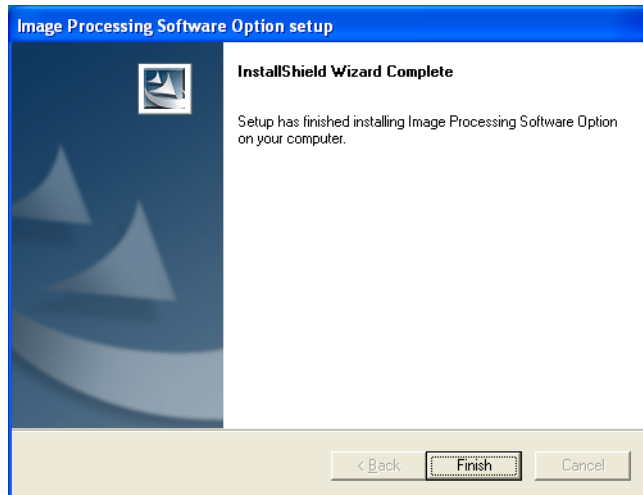 Image Processing Software Option setup
InstallShield Wizard Complete
Setup has finished installing Image Processing Software Option
on your computer.
< Back
Finish
Cancel